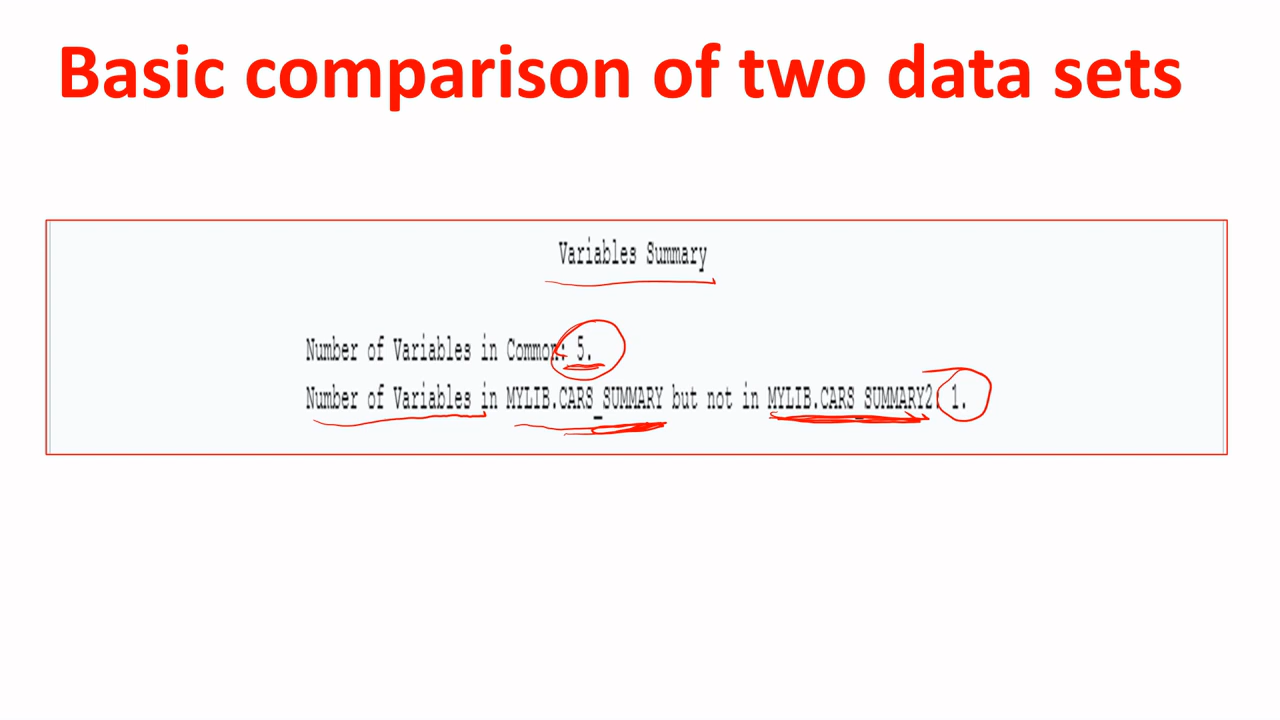 Basic comparison of two data sets
Variables Summary
Number of Variables in Common: 5.
Number of Variables in MYLIB.CARS_SUMMARY but not in MYLIB.CARS_SUMMARY2: 1.